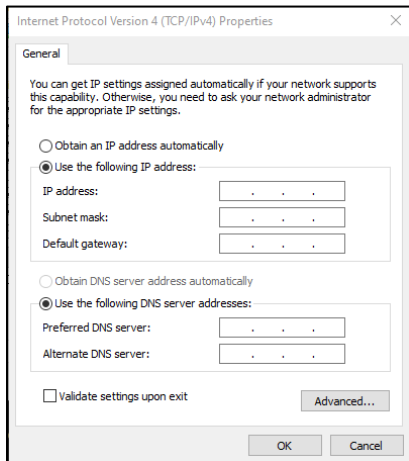 Internet Protocol Version 4 (TCP/IPv4) Properties
General
You can get IP settings assigned automatically if your network supports
this capability. Otherwise, you need to ask your network administrator
for the appropriate IP settings.
Obtain an IP address automatically
Use the following IP address:
IP address:
Subnet mask:
Default gateway:
Obtain DNS server address automatically
Use the following DNS server addresses:
Preferred DNS server:
Alternate DNS server:
Validate settings upon exit
Advanced...
OK Cancel